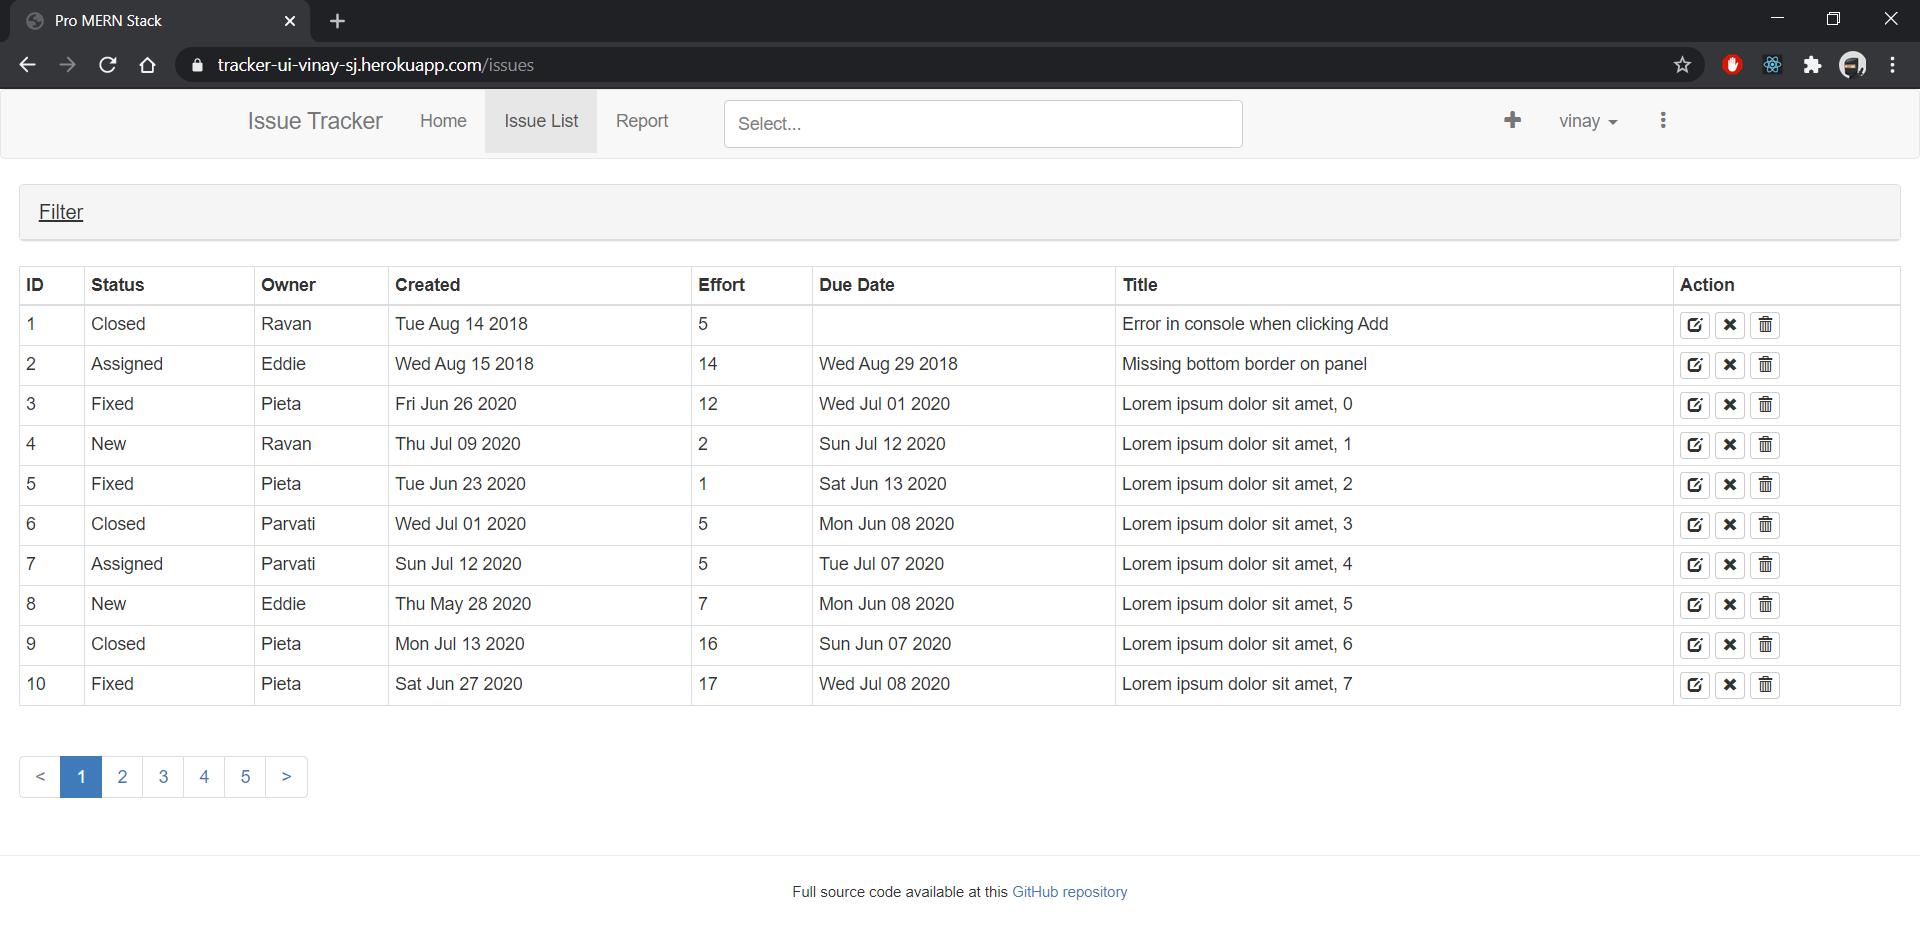 Pro MERN Stack
tracker-ui-vinay-sj.herokuapp.com/issues
Issue Tracker Home Issue List Report Select... vinay
Filter
ID Status Owner Created Effort Due Date Title Action
1 Closed Ravan Tue Aug 14 2018 5 Error in console when clicking Add
2 Assigned Eddie Wed Aug 15 2018 14 Wed Aug 29 2018 Missing bottom border on panel
3 Fixed Pieta Fri Jun 26 2020 12 Wed Jul 01 2020 Lorem ipsum dolor sit amet, 0
4 New Ravan Thu Jul 09 2020 2 Sun Jul 12 2020 Lorem ipsum dolor sit amet, 1
5 Fixed Pieta Tue Jun 23 2020 1 Sat Jun 13 2020 Lorem ipsum dolor sit amet, 2
6 Closed Parvati Wed Jul 01 2020 5 Mon Jun 08 2020 Lorem ipsum dolor sit amet, 3
7 Assigned Parvati Sun Jul 12 2020 5 Tue Jul 07 2020 Lorem ipsum dolor sit amet, 4
8 New Eddie Thu May 28 2020 7 Mon Jun 08 2020 Lorem ipsum dolor sit amet, 5
9 Closed Pieta Mon Jul 13 2020 16 Sun Jun 07 2020 Lorem ipsum dolor sit amet, 6
10 Fixed Pieta Sat Jun 27 2020 17 Wed Jul 08 2020 Lorem ipsum dolor sit amet, 7
< 1 2 3 4 5 >
Full source code available at this GitHub repository